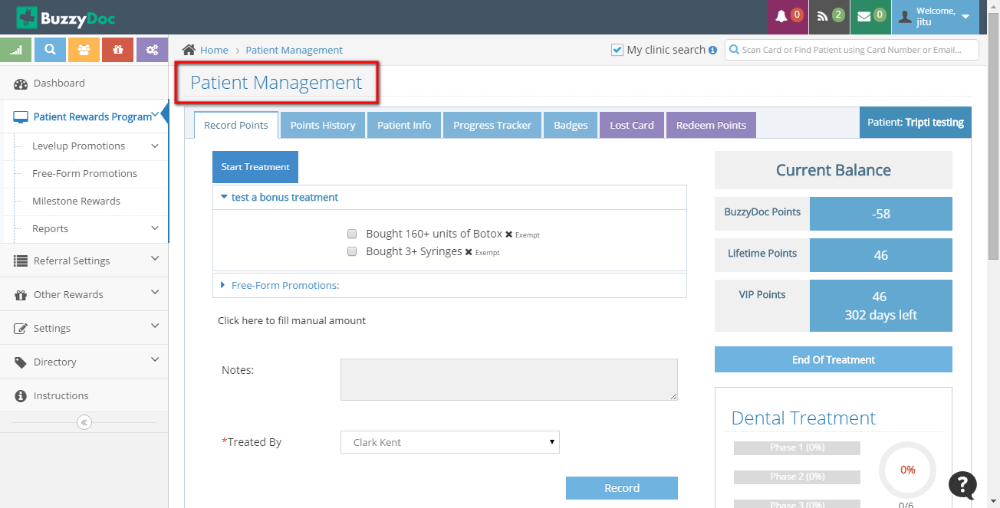 BuzzyDoc
0
2
0
Welcome,
jitu
Home
Patient Management
My clinic search
Scan Card or Find Patient using Card Number or Email...
Dashboard
Patient Rewards Program
Levelup Promotions
Free-Form Promotions
Milestone Rewards
Reports
Referral Settings
Other Rewards
Settings
Directory
Instructions
Patient Management
Record Points
Points History
Patient Info
Progress Tracker
Badges
Lost Card
Redeem Points
Patient: Tripti testing
Start Treatment
test a bonus treatment
Bought 160+ units of Botox ✖ Exempt
Bought 3+ Syringes ✖ Exempt
Free-Form Promotions:
Click here to fill manual amount
Notes:
*Treated By
Clark Kent
Record
Current Balance
BuzzyDoc Points
-58
Lifetime Points
46
VIP Points
46
302 days left
End Of Treatment
Dental Treatment
Phase 1 (0%)
Phase 2 (0%)
Phase 3 (0%)
0%
0/6
?